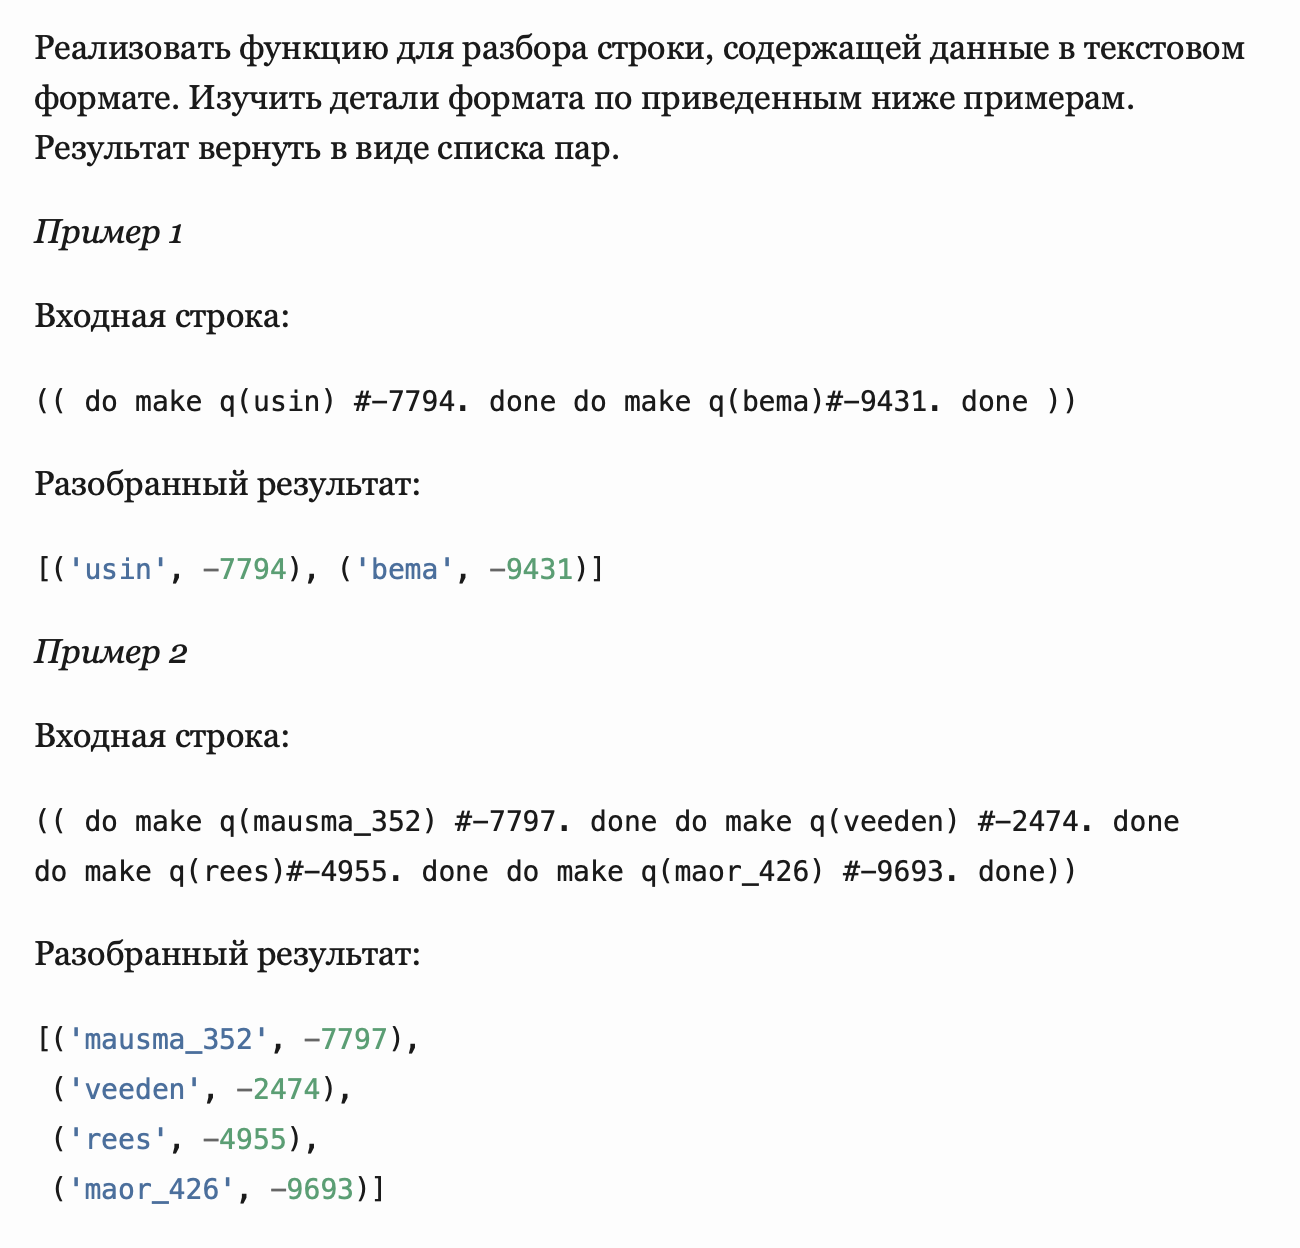 Реализовать функцию для разбора строки, содержащей данные в текстовом
формате. Изучить детали формата по приведенным ниже примерам.
Результат вернуть в виде списка пар.
Пример 1
Входная строка:
(( do make q(usin) #-7794. done do make q(bema)#-9431. done ))
Разобранный результат:
[('usin', -7794), ('bema', -9431)]
Пример 2
Входная строка:
(( do make q(mausma_352) #-7797. done do make q(veeden) #-2474. done
do make q(rees)#-4955. done do make q(maor_426) #-9693. done))
Разобранный результат:
[('mausma_352', -7797),
('veeden', -2474),
('rees', -4955),
('maor_426', -9693)]